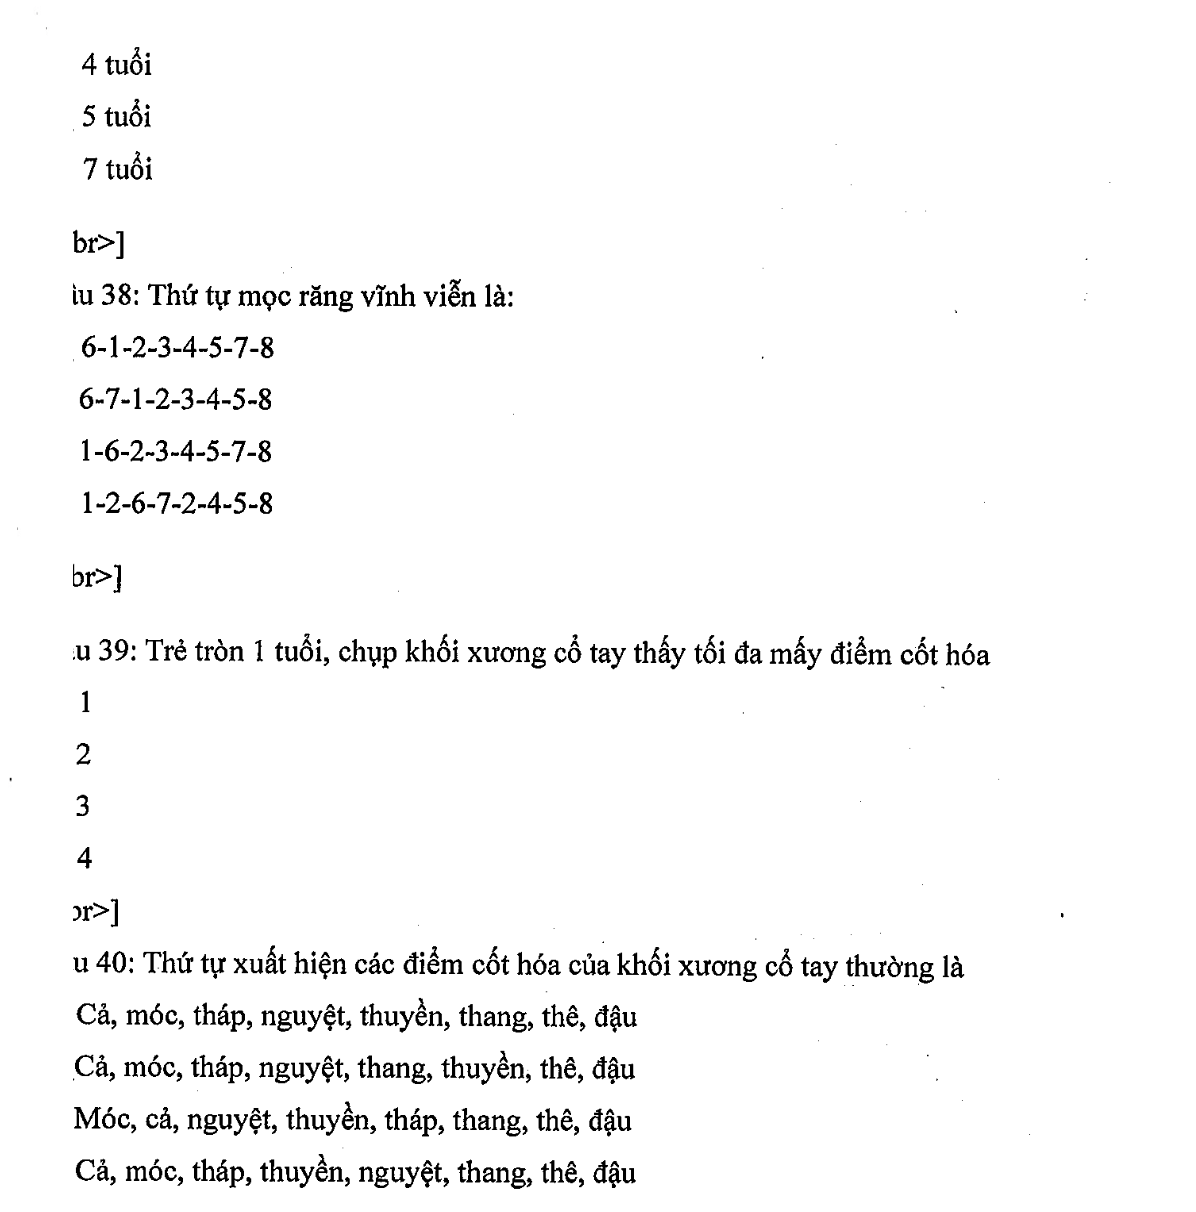 4 tuổi
5 tuổi
7 tuổi
br>]
u 38: Thứ tự mọc răng vĩnh viễn là:
6-1-2-3-4-5-7-8
6-7-1-2-3-4-5-8
1-6-2-3-4-5-7-8
1-2-6-7-2-4-5-8
br>]
u 39: Trẻ tròn 1 tuổi, chụp khối xương cổ tay thấy tối đa mấy điểm cốt hóa
1
2
3
4
r>]
u 40: Thứ tự xuất hiện các điểm cốt hóa của khối xương cổ tay thường là
Cả, móc, tháp, nguyệt, thuyền, thang, thê, đậu
Cả, móc, tháp, nguyệt, thang, thuyền, thê, đậu
Móc, cả, nguyệt, thuyền, tháp, thang, thê, đậu
Cả, móc, tháp, thuyền, nguyệt, thang, thê, đậu